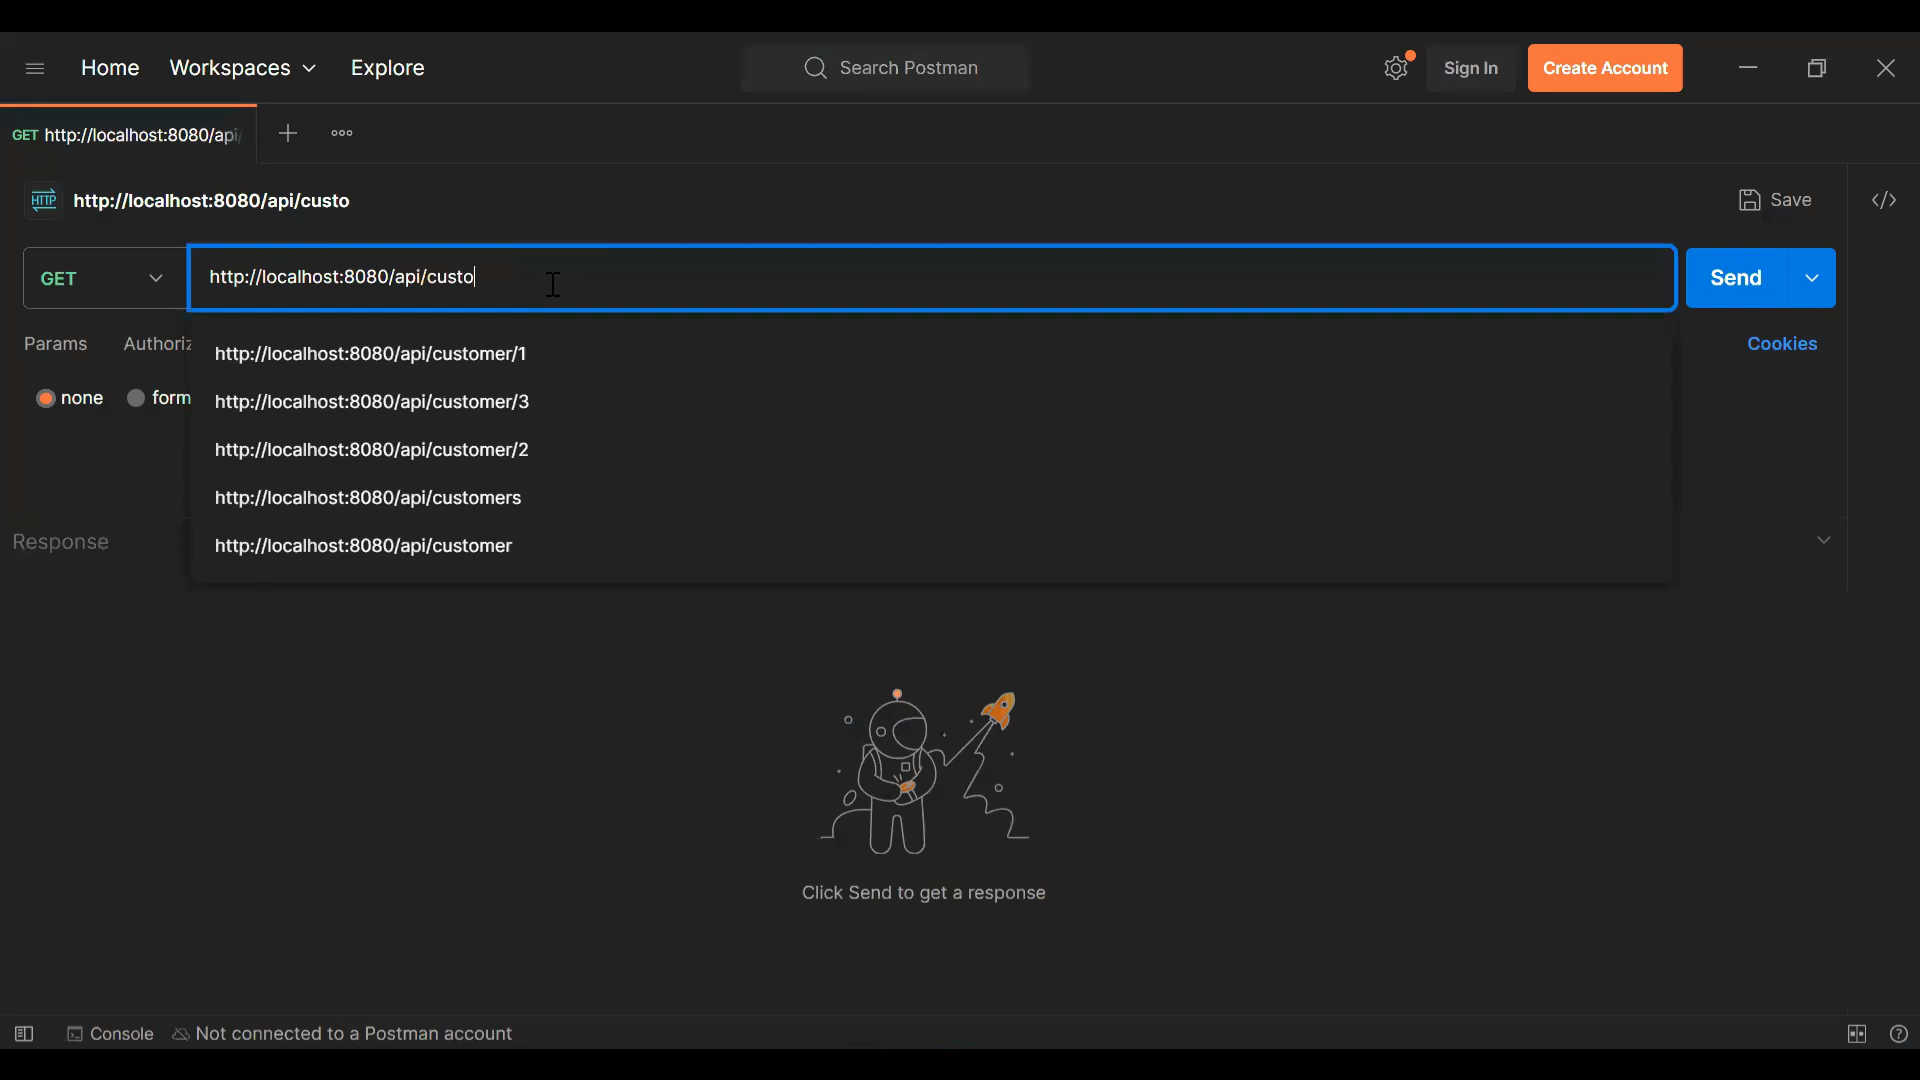 Home Workspaces Explore Search Postman Sign In Create Account
GET http://localhost:8080/api/
HTTP http://localhost:8080/api/custo Save </>
GET http://localhost:8080/api/custo Send
Params Authoriz Cookies
http://localhost:8080/api/customer/1
none form http://localhost:8080/api/customer/3
http://localhost:8080/api/customer/2
http://localhost:8080/api/customers
Response http://localhost:8080/api/customer
Click Send to get a response
Console Not connected to a Postman account